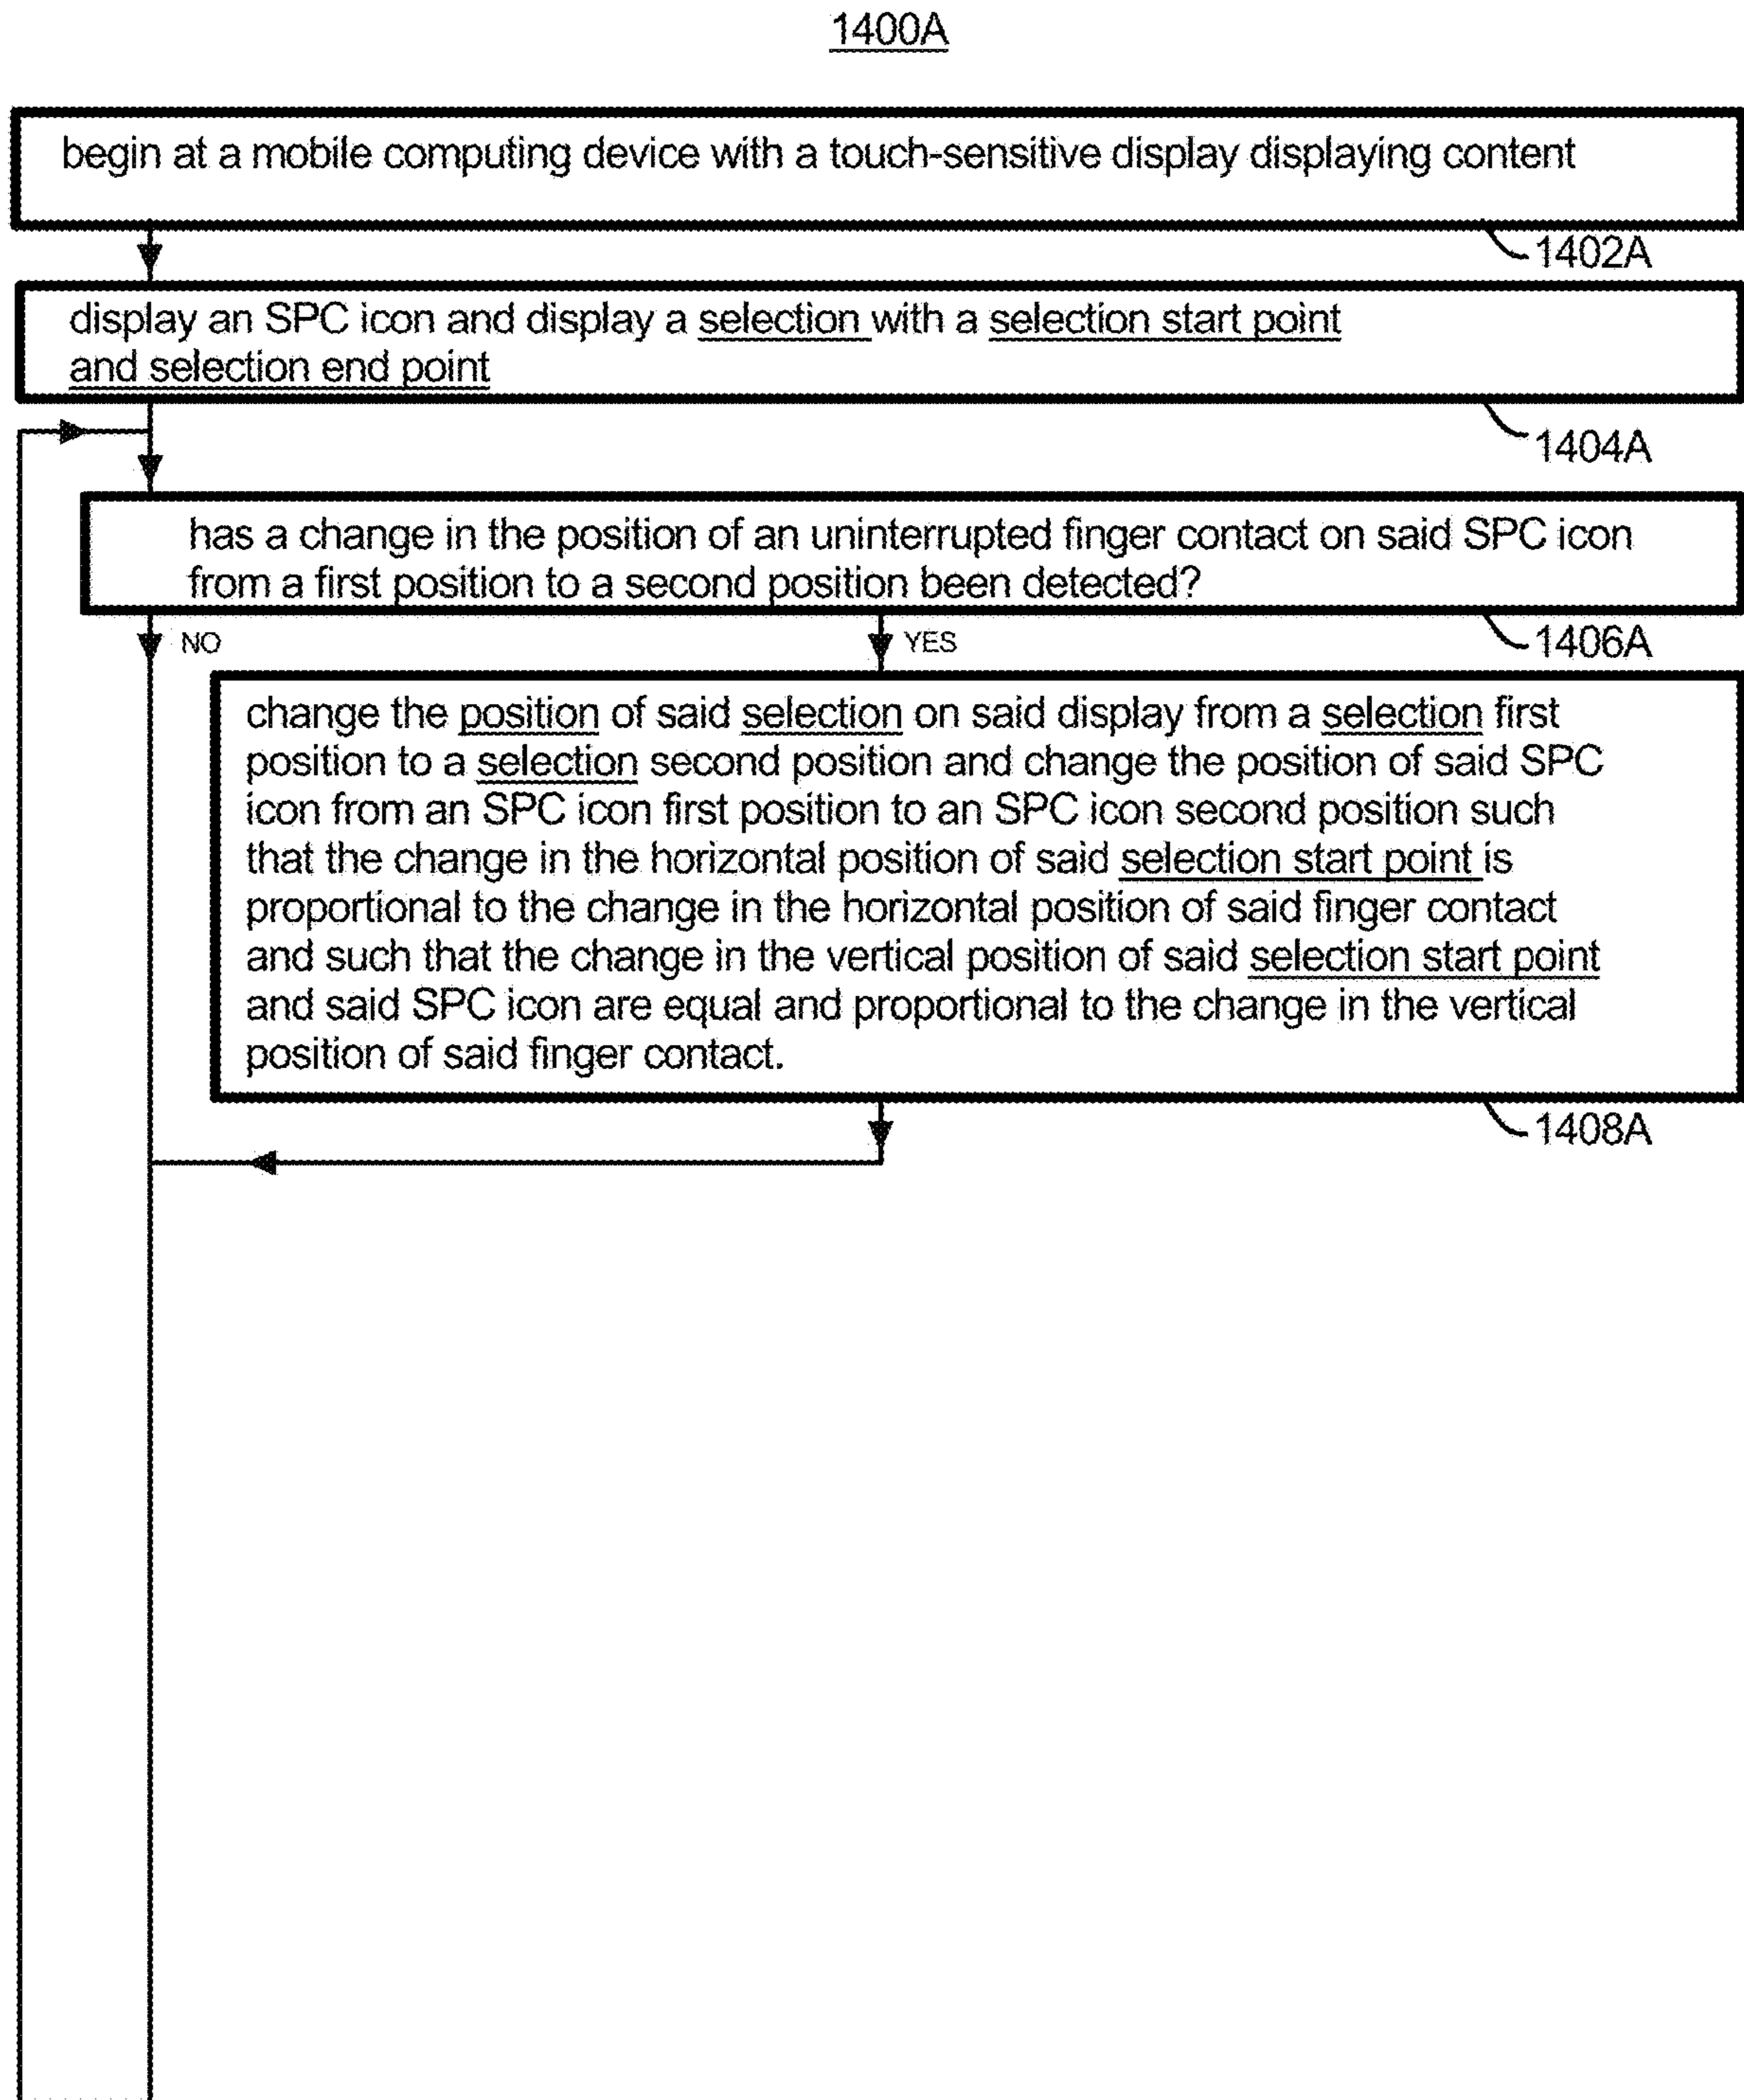 1400A
begin at a mobile computing device with a touch-sensitive display displaying content
1402A
display an SPC icon and display a selection with a selection start point
and selection end point
1404A
has a change in the position of an uninterrupted finger contact on said SPC icon
from a first position to a second position been detected?
1406A
NO
YES
change the position of said selection on said display from a selection first
position to a selection second position and change the position of said SPC
icon from an SPC icon first position to an SPC icon second position such
that the change in the horizontal position of said selection start point is
proportional to the change in the horizontal position of said finger contact
and such that the change in the vertical position of said selection start point
and said SPC icon are equal and proportional to the change in the vertical
position of said finger contact.
1408A